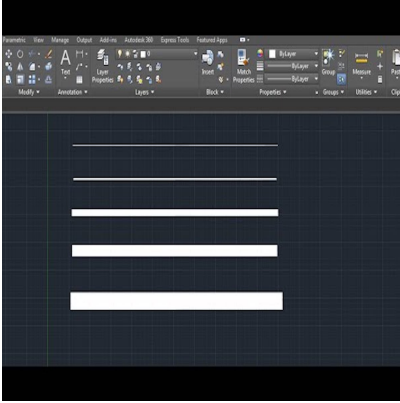 Parametric View Manage Output Add-ins Autodesk 360 Express Tools Featured Apps
Text
Layer
Properties
Insert
Match
Properties
ByLayer
ByLayer
ByLayer
Group
Measure
Modify Annotation Layers Block Properties Groups Utilities